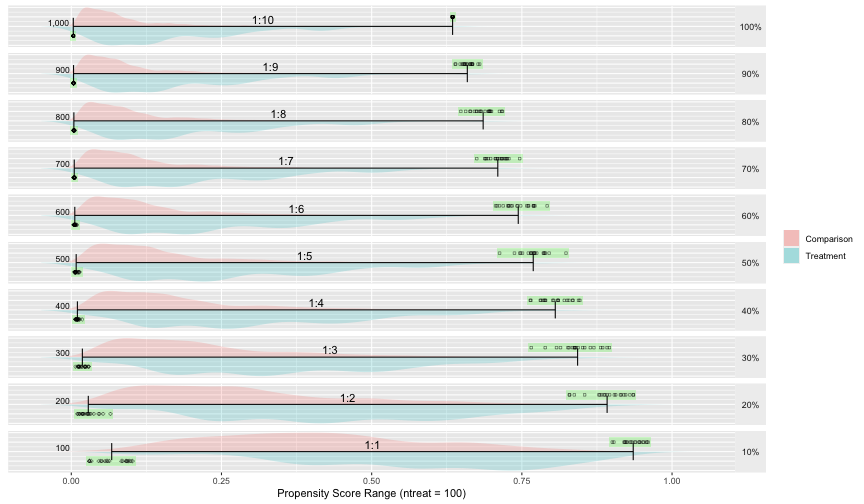 1,000 1:10 100%
900 1:9 90%
800 1:8 80%
700 1:7 70%
600 1:6 60%
500 1:5 50%
400 1:4 40%
300 1:3 30%
200 1:2 20%
100 1:1 10%
0.00 0.25 0.50 0.75 1.00
Propensity Score Range (ntreat = 100)
Comparison
Treatment